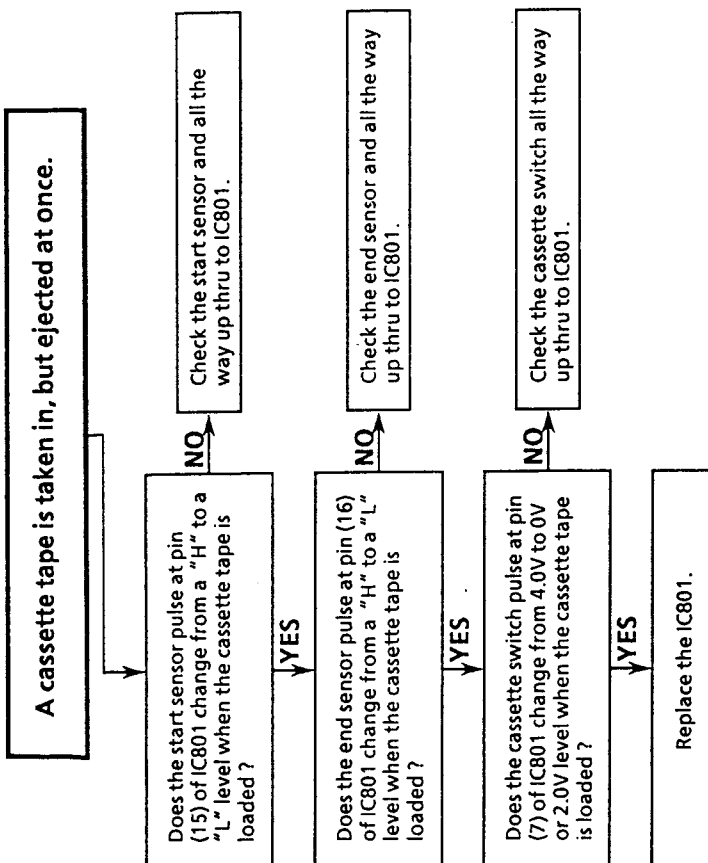 A cassette tape is taken in, but ejected at once.
Does the start sensor pulse at pin
(15) of IC801 change from a "H" to a
"L" level when the cassette tape is
loaded ?
NO
Check the start sensor and all the
way up thru to IC801.
YES
Does the end sensor pulse at pin (16)
of IC801 change from a "H" to a "L"
level when the cassette tape is
loaded ?
NO
Check the end sensor and all the way
up thru to IC801.
YES
Does the cassette switch pulse at pin
(7) of IC801 change from 4.0V to 0V
or 2.0V level when the cassette tape
is loaded ?
NO
Check the cassette switch all the way
up thru to IC801.
YES
Replace the IC801.